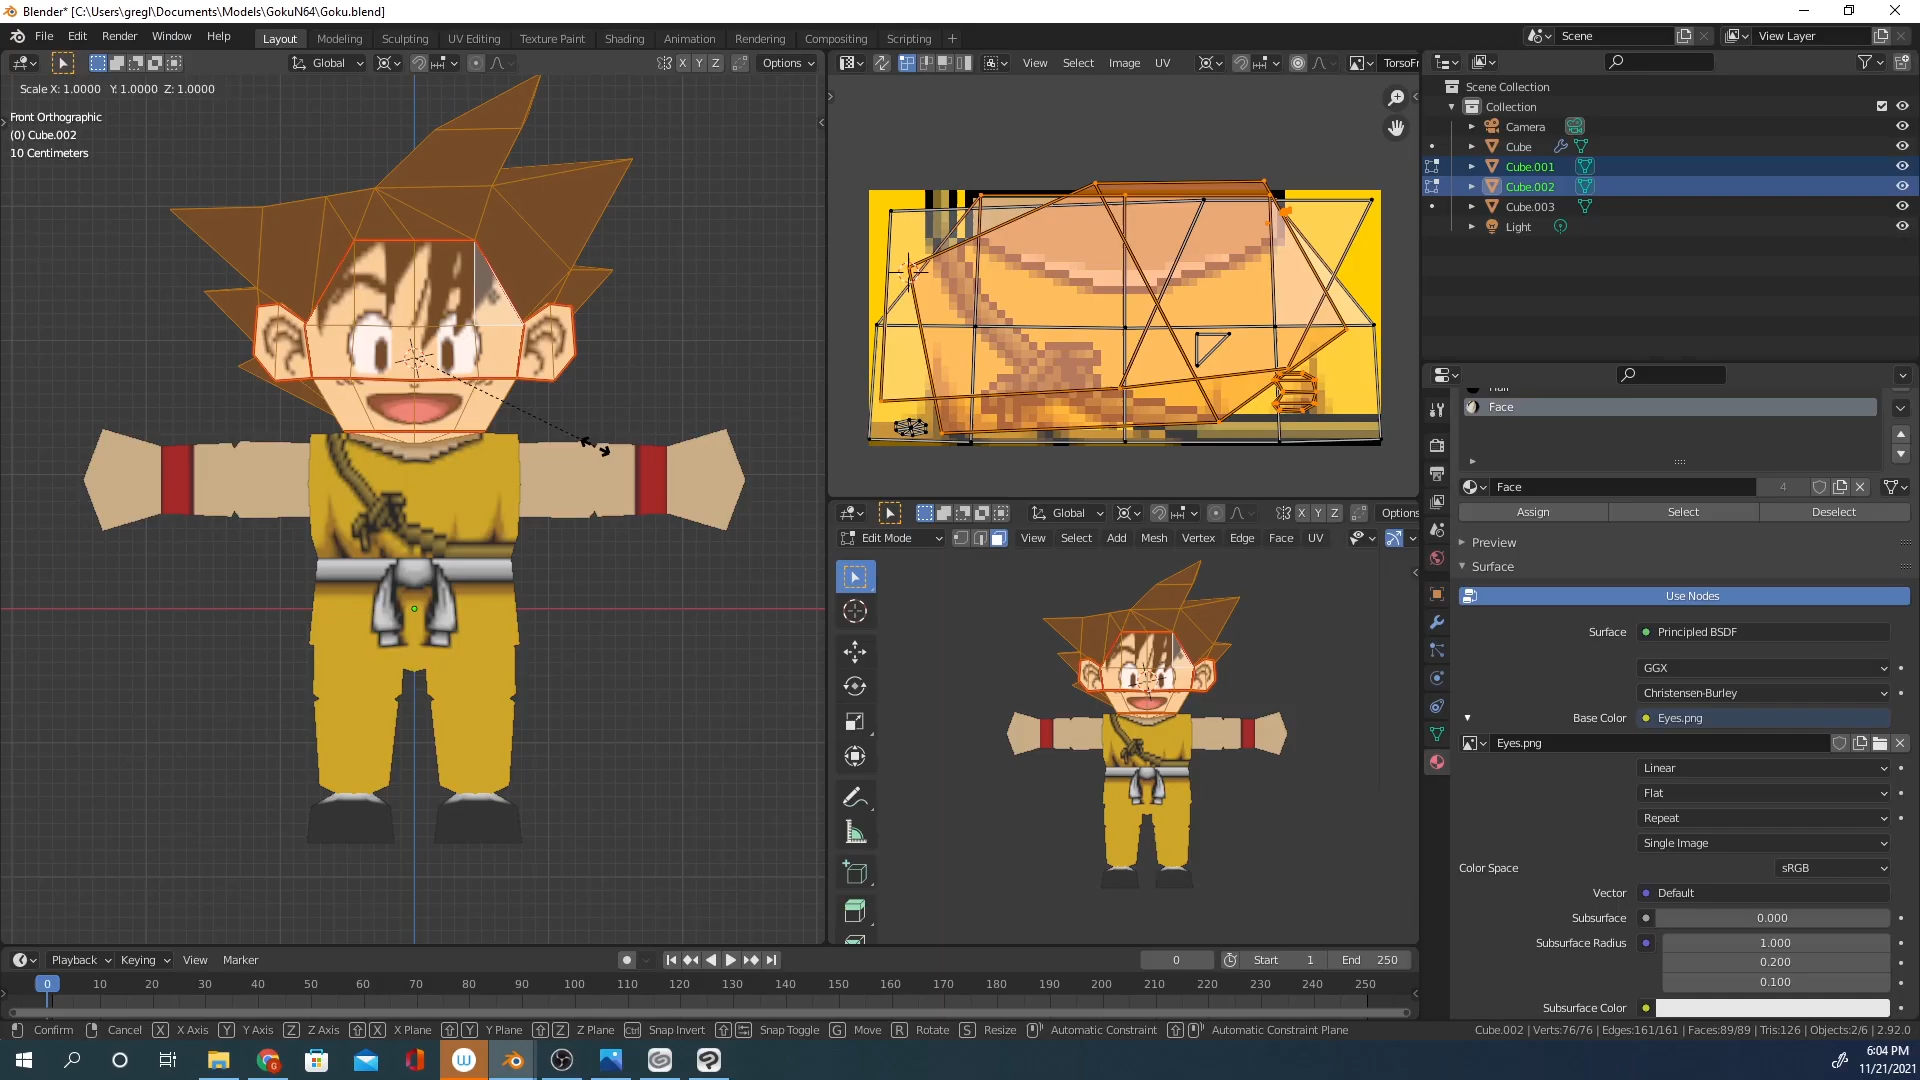 Blender* [C:\Users\gregl\Documents\Models\GokuN64\Goku.blend]
File Edit Render Window Help Layout Modeling Sculpting UV Editing Texture Paint Shading Animation Rendering Compositing Scripting Scene View Layer
Global X Y Z Options
View Select Image UV TorsoFr
Scale X: 1.0000 Y: 1.0000 Z: 1.0000
Front Orthographic
(0) Cube.002
10 Centimeters
Scene Collection
Collection
Camera
Cube
Cube.001
Cube.002
Cube.003
Light
Face
Face 4
Assign Select Deselect
Preview
Surface
Use Nodes
Surface Principled BSDF
GGX
Christensen-Burley
Base Color Eyes.png
Eyes.png
Linear
Flat
Repeat
Single Image
Color Space sRGB
Vector Default
Subsurface 0.000
Subsurface Radius 1.000
0.200
0.100
Subsurface Color
Global X Y Z Options
Edit Mode View Select Add Mesh Vertex Edge Face UV
Playback Keying View Marker 0 Start 1 End 250
0 10 20 30 40 50 60 70 80 90 100 110 120 130 140 150 160 170 180 190 200 210 220 230 240 250
Confirm Cancel X X Axis Y Y Axis Z Z Axis X X Plane Y Y Plane Z Z Plane Ctrl Snap Invert Snap Toggle G Move R Rotate S Resize Automatic Constraint Automatic Constraint Plane
Cube.002 | Verts:76/76 | Edges:161/161 | Faces:89/89 | Tris:126 | Objects:2/6 | 2.92.0
6:04 PM
11/21/2021